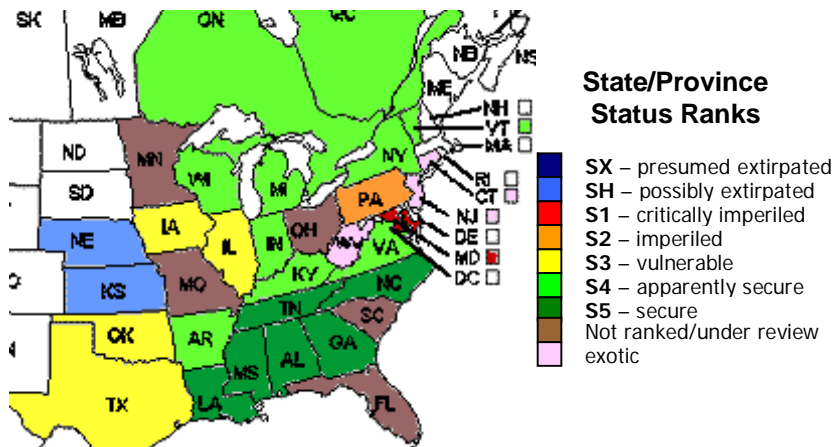 SK
MB
ON
QC
NB
NS
ME
NH
VT
MA
ND
MN
SD
WI
MI
NY
RI
CT
NJ
DE
MD
DC
PA
NE
IA
IL
IN
OH
WV
VA
KS
MO
KY
NC
TN
OK
AR
SC
MS
AL
GA
TX
LA
FL
State/Province
Status Ranks
SX – presumed extirpated
SH – possibly extirpated
S1 – critically imperiled
S2 – imperiled
S3 – vulnerable
S4 – apparently secure
S5 – secure
Not ranked/under review
exotic